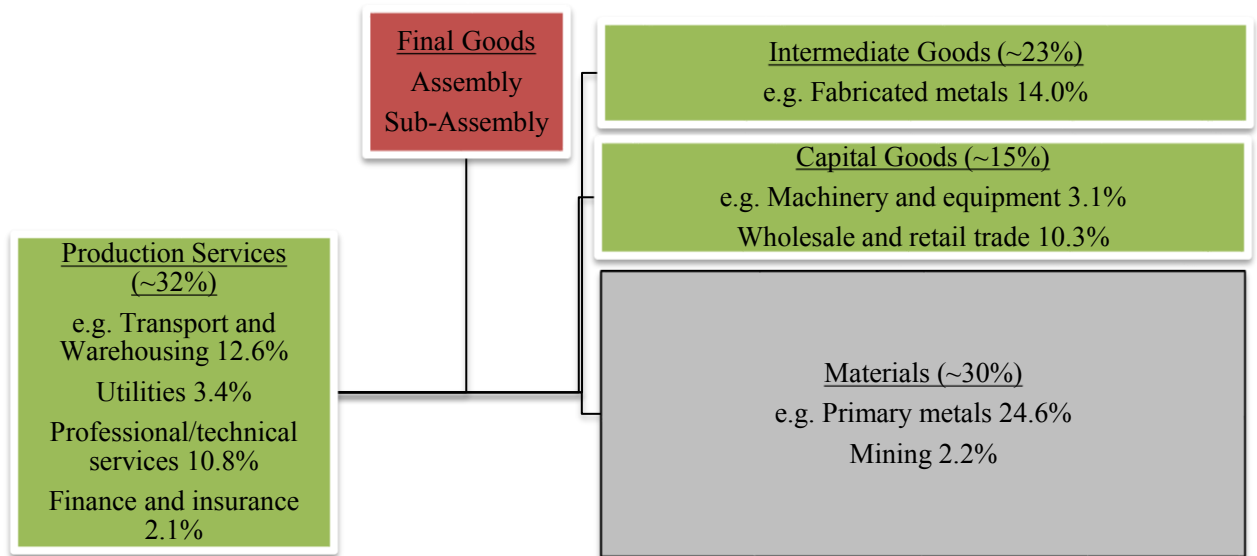 Final Goods
Assembly
Sub-Assembly
Intermediate Goods (~23%)
e.g. Fabricated metals 14.0%
Capital Goods (~15%)
e.g. Machinery and equipment 3.1%
Wholesale and retail trade 10.3%
Production Services
(~32%)
e.g. Transport and
Warehousing 12.6%
Utilities 3.4%
Professional/technical
services 10.8%
Finance and insurance
2.1%
Materials (~30%)
e.g. Primary metals 24.6%
Mining 2.2%